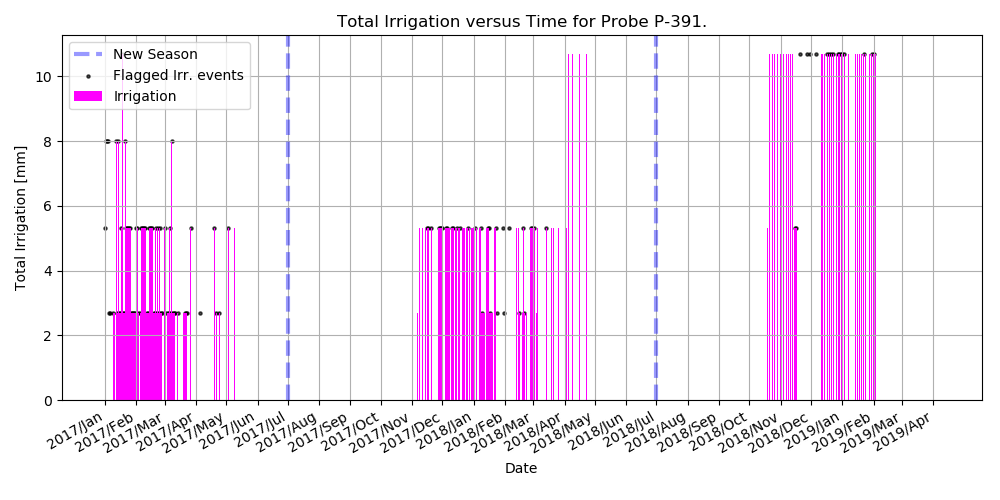 Total Irrigation versus Time for Probe P-391.
New Season
Flagged Irr. events
Irrigation
Total Irrigation [mm]
10
8
6
4
2
0
2017/Jan
2017/Feb
2017/Mar
2017/Apr
2017/May
2017/Jun
2017/Jul
2017/Aug
2017/Sep
2017/Oct
2017/Nov
2017/Dec
2018/Jan
2018/Feb
2018/Mar
2018/Apr
2018/May
2018/Jun
2018/Jul
2018/Aug
2018/Sep
2018/Oct
2018/Nov
2018/Dec
2019/Jan
2019/Feb
2019/Mar
2019/Apr
Date